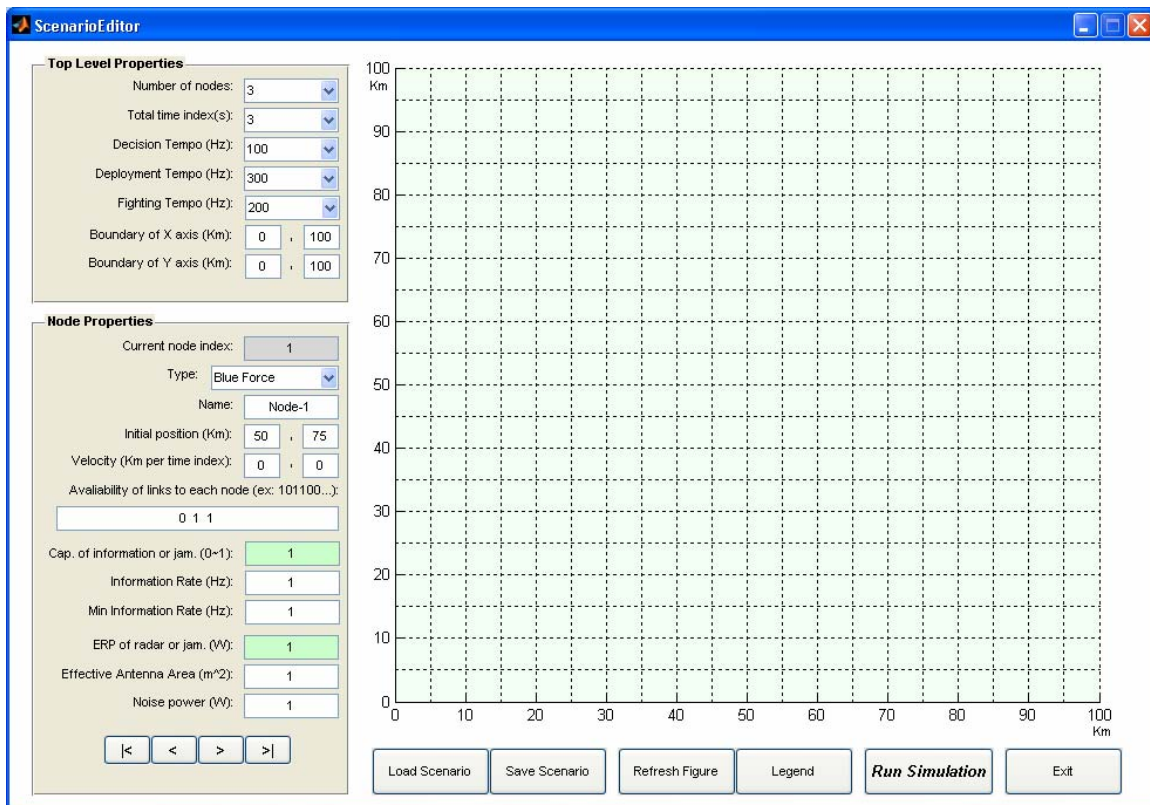 ScenarioEditor
Top Level Properties
Number of nodes: 3
Total time index(s): 3
Decision Tempo (Hz): 100
Deployment Tempo (Hz): 300
Fighting Tempo (Hz): 200
Boundary of X axis (Km): 0 , 100
Boundary of Y axis (Km): 0 , 100
Node Properties
Current node index: 1
Type: Blue Force
Name: Node-1
Initial position (Km): 50 , 75
Velocity (Km per time index): 0 , 0
Avaliability of links to each node (ex: 101100...):
0 1 1
Cap. of information or jam. (0~1): 1
Information Rate (Hz): 1
Min Information Rate (Hz): 1
ERP of radar or jam. (W): 1
Effective Antenna Area (m^2): 1
Noise power (W): 1
|< < > >|
100
Km
90
80
70
60
50
40
30
20
10
0
0 10 20 30 40 50 60 70 80 90 100
Km
Load Scenario Save Scenario Refresh Figure Legend Run Simulation Exit